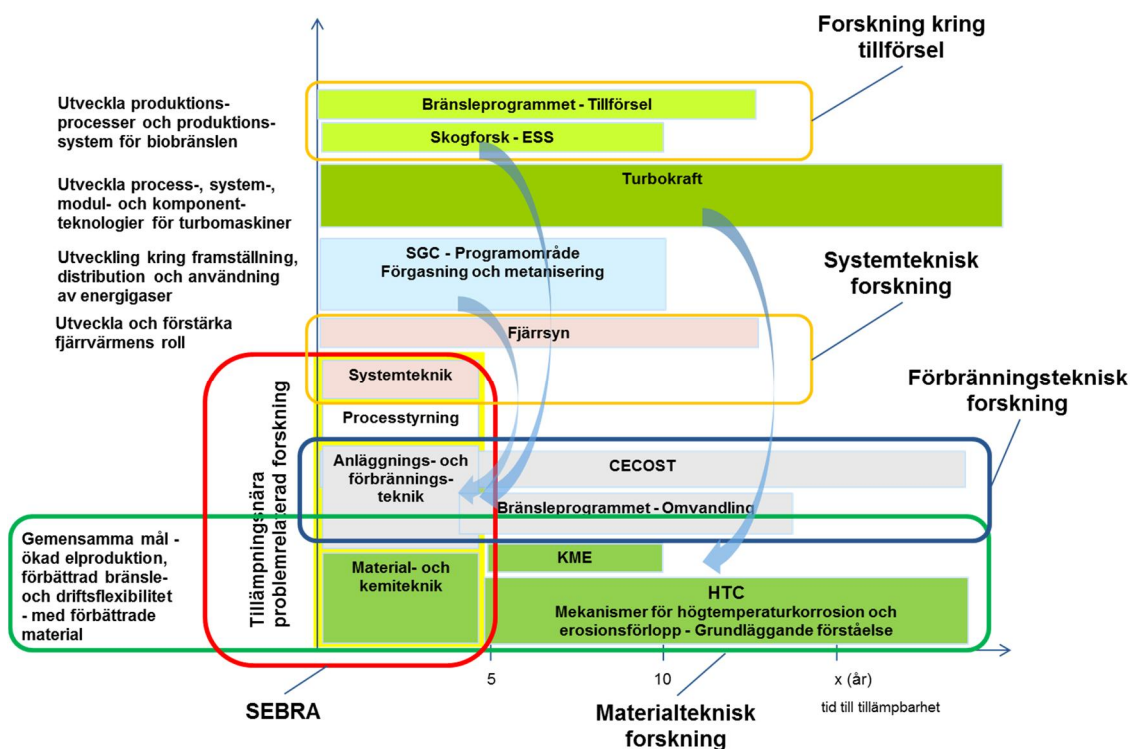 Forskning kring
tillförsel
Utveckla produktions-
processer och produktions-
system för biobränslen
Bränsleprogrammet - Tillförsel
Skogforsk - ESS
Utveckla process-, system-,
modul- och komponent-
teknologier för turbomaskiner
Turbokraft
Utveckling kring framställning,
distribution och användning
av energigaser
SGC - Programområde
Förgasning och metanisering
Systemteknisk
forskning
Utveckla och förstärka
fjärrvärmens roll
Fjärrsyn
Förbränningsteknisk
forskning
Tillämpningsnära
problemrelaterad forskning
Systemteknik
Processtyrning
Anläggnings- och
förbrännings-
teknik
CECOST
Bränsleprogrammet - Omvandling
Gemensamma mål -
ökad elproduktion,
förbättrad bränsle-
och driftsflexibilitet
- med förbättrade
material
Material- och
kemiteknik
KME
HTC
Mekanismer för högtemperaturkorrosion och
erosionsförlopp - Grundläggande förståelse
5
10
x (år)
tid till tillämpbarhet
SEBRA
Materialteknisk
forskning